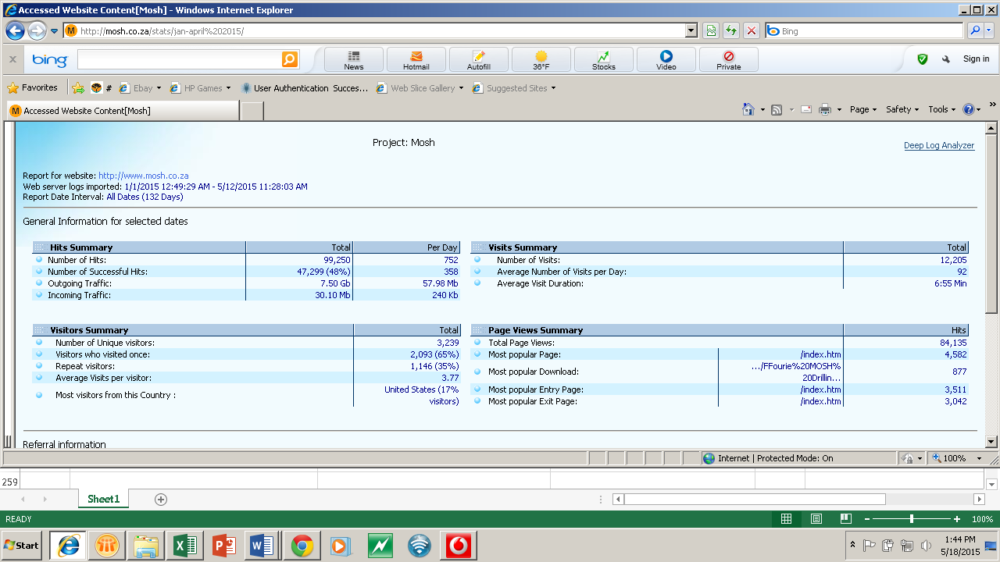 Accessed Website Content[Mosh] - Windows Internet Explorer
http://mosh.co.za/stats/jan-april%202015/
Bing
bing
News Hotmail Autofill 36°F Stocks Video Private
Sign in
Favorites # Ebay HP Games User Authentication Succes... Web Slice Gallery Suggested Sites
Accessed Website Content[Mosh]
Page Safety Tools »
Project: Mosh
Deep Log Analyzer
Report for website: http://www.mosh.co.za
Web server logs imported: 1/1/2015 12:49:29 AM - 5/12/2015 11:28:03 AM
Report Date Interval: All Dates (132 Days)
General Information for selected dates
Hits Summary Total Per Day
Number of Hits: 99,250 752
Number of Successful Hits: 47,299 (48%) 358
Outgoing Traffic: 7.50 Gb 57.98 Mb
Incoming Traffic: 30.10 Mb 240 Kb
Visits Summary Total
Number of Visits: 12,205
Average Number of Visits per Day: 92
Average Visit Duration: 6:55 Min
Visitors Summary Total
Number of Unique visitors: 3,239
Visitors who visited once: 2,093 (65%)
Repeat visitors: 1,146 (35%)
Average Visits per visitor: 3.77
Most visitors from this Country : United States (17%
visitors)
Page Views Summary Hits
Total Page Views: 84,135
Most popular Page: /index.htm 4,582
Most popular Download: .../FFourie%20MOSH%
20Drillin... 877
Most popular Entry Page: /index.htm 3,511
Most popular Exit Page: /index.htm 3,042
Referral information
Internet | Protected Mode: On
100%
259
Sheet1
READY
100%
Start
1:44 PM
5/18/2015